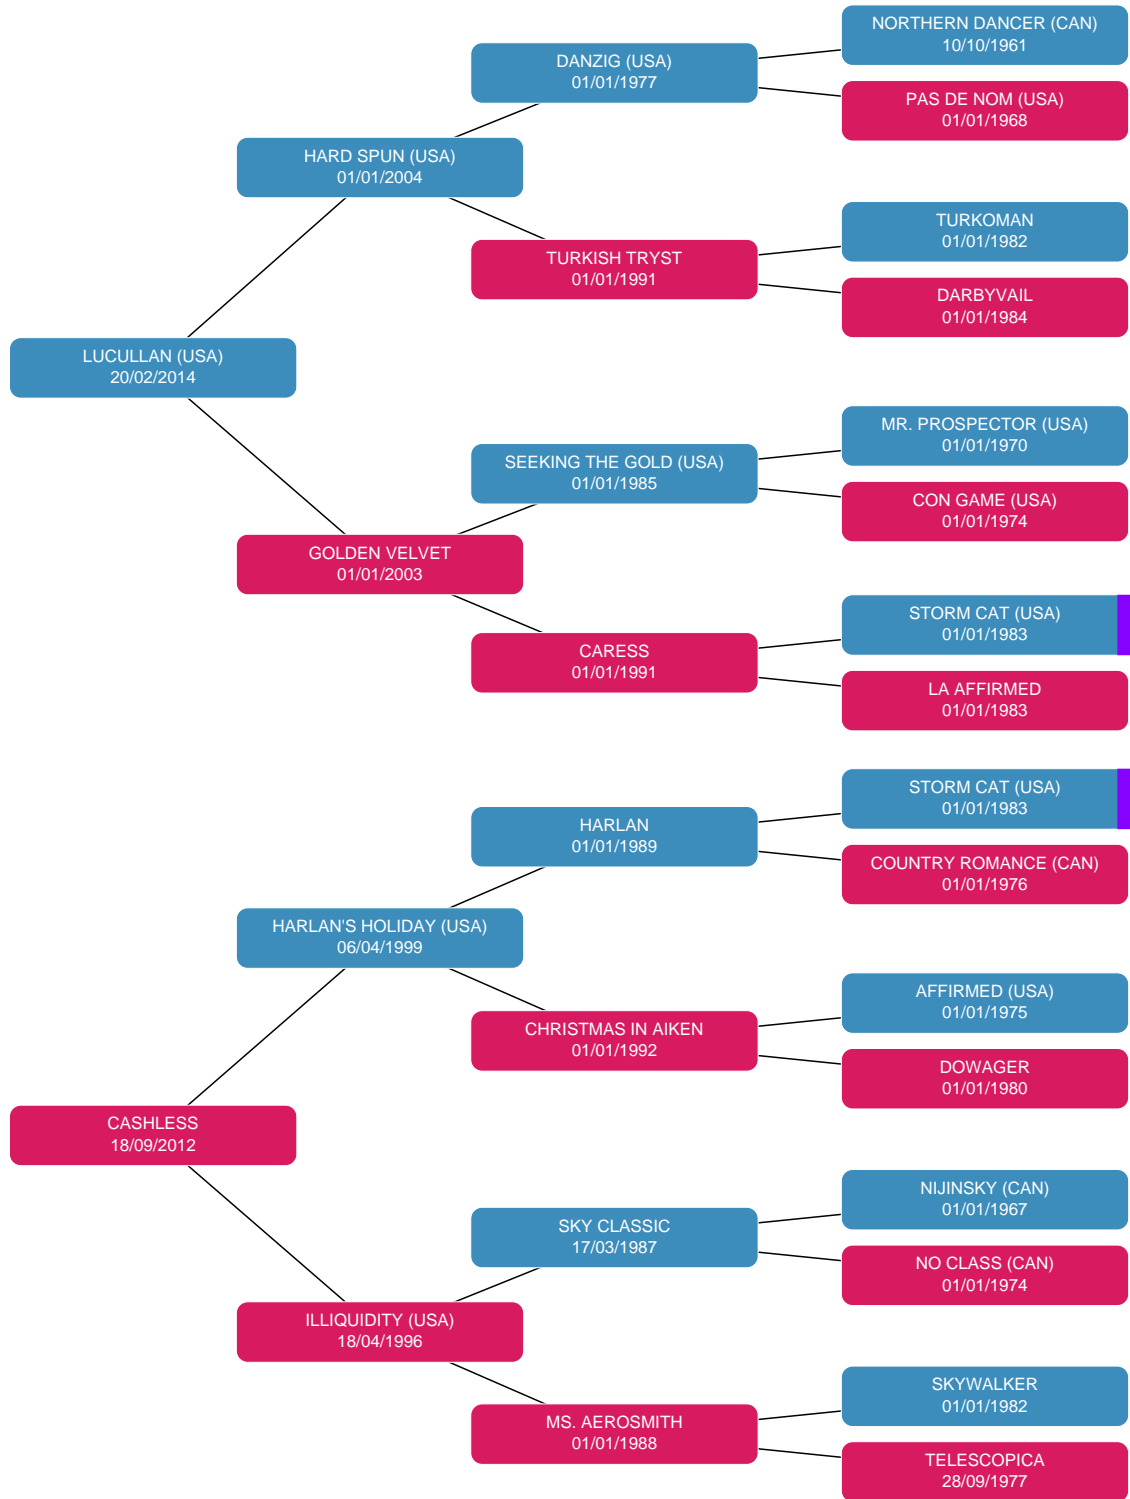 NORTHERN DANCER (CAN)
10/10/1961
DANZIG (USA)
01/01/1977
PAS DE NOM (USA)
01/01/1968
HARD SPUN (USA)
01/01/2004
TURKOMAN
01/01/1982
TURKISH TRYST
01/01/1991
DARBYVAIL
01/01/1984
LUCULLAN (USA)
20/02/2014
MR. PROSPECTOR (USA)
01/01/1970
SEEKING THE GOLD (USA)
01/01/1985
CON GAME (USA)
01/01/1974
GOLDEN VELVET
01/01/2003
STORM CAT (USA)
01/01/1983
CARESS
01/01/1991
LA AFFIRMED
01/01/1983
STORM CAT (USA)
01/01/1983
HARLAN
01/01/1989
COUNTRY ROMANCE (CAN)
01/01/1976
HARLAN'S HOLIDAY (USA)
06/04/1999
AFFIRMED (USA)
01/01/1975
CHRISTMAS IN AIKEN
01/01/1992
DOWAGER
01/01/1980
CASHLESS
18/09/2012
NIJINSKY (CAN)
01/01/1967
SKY CLASSIC
17/03/1987
NO CLASS (CAN)
01/01/1974
ILLIQUIDITY (USA)
18/04/1996
SKYWALKER
01/01/1982
MS. AEROSMITH
01/01/1988
TELESCOPICA
28/09/1977